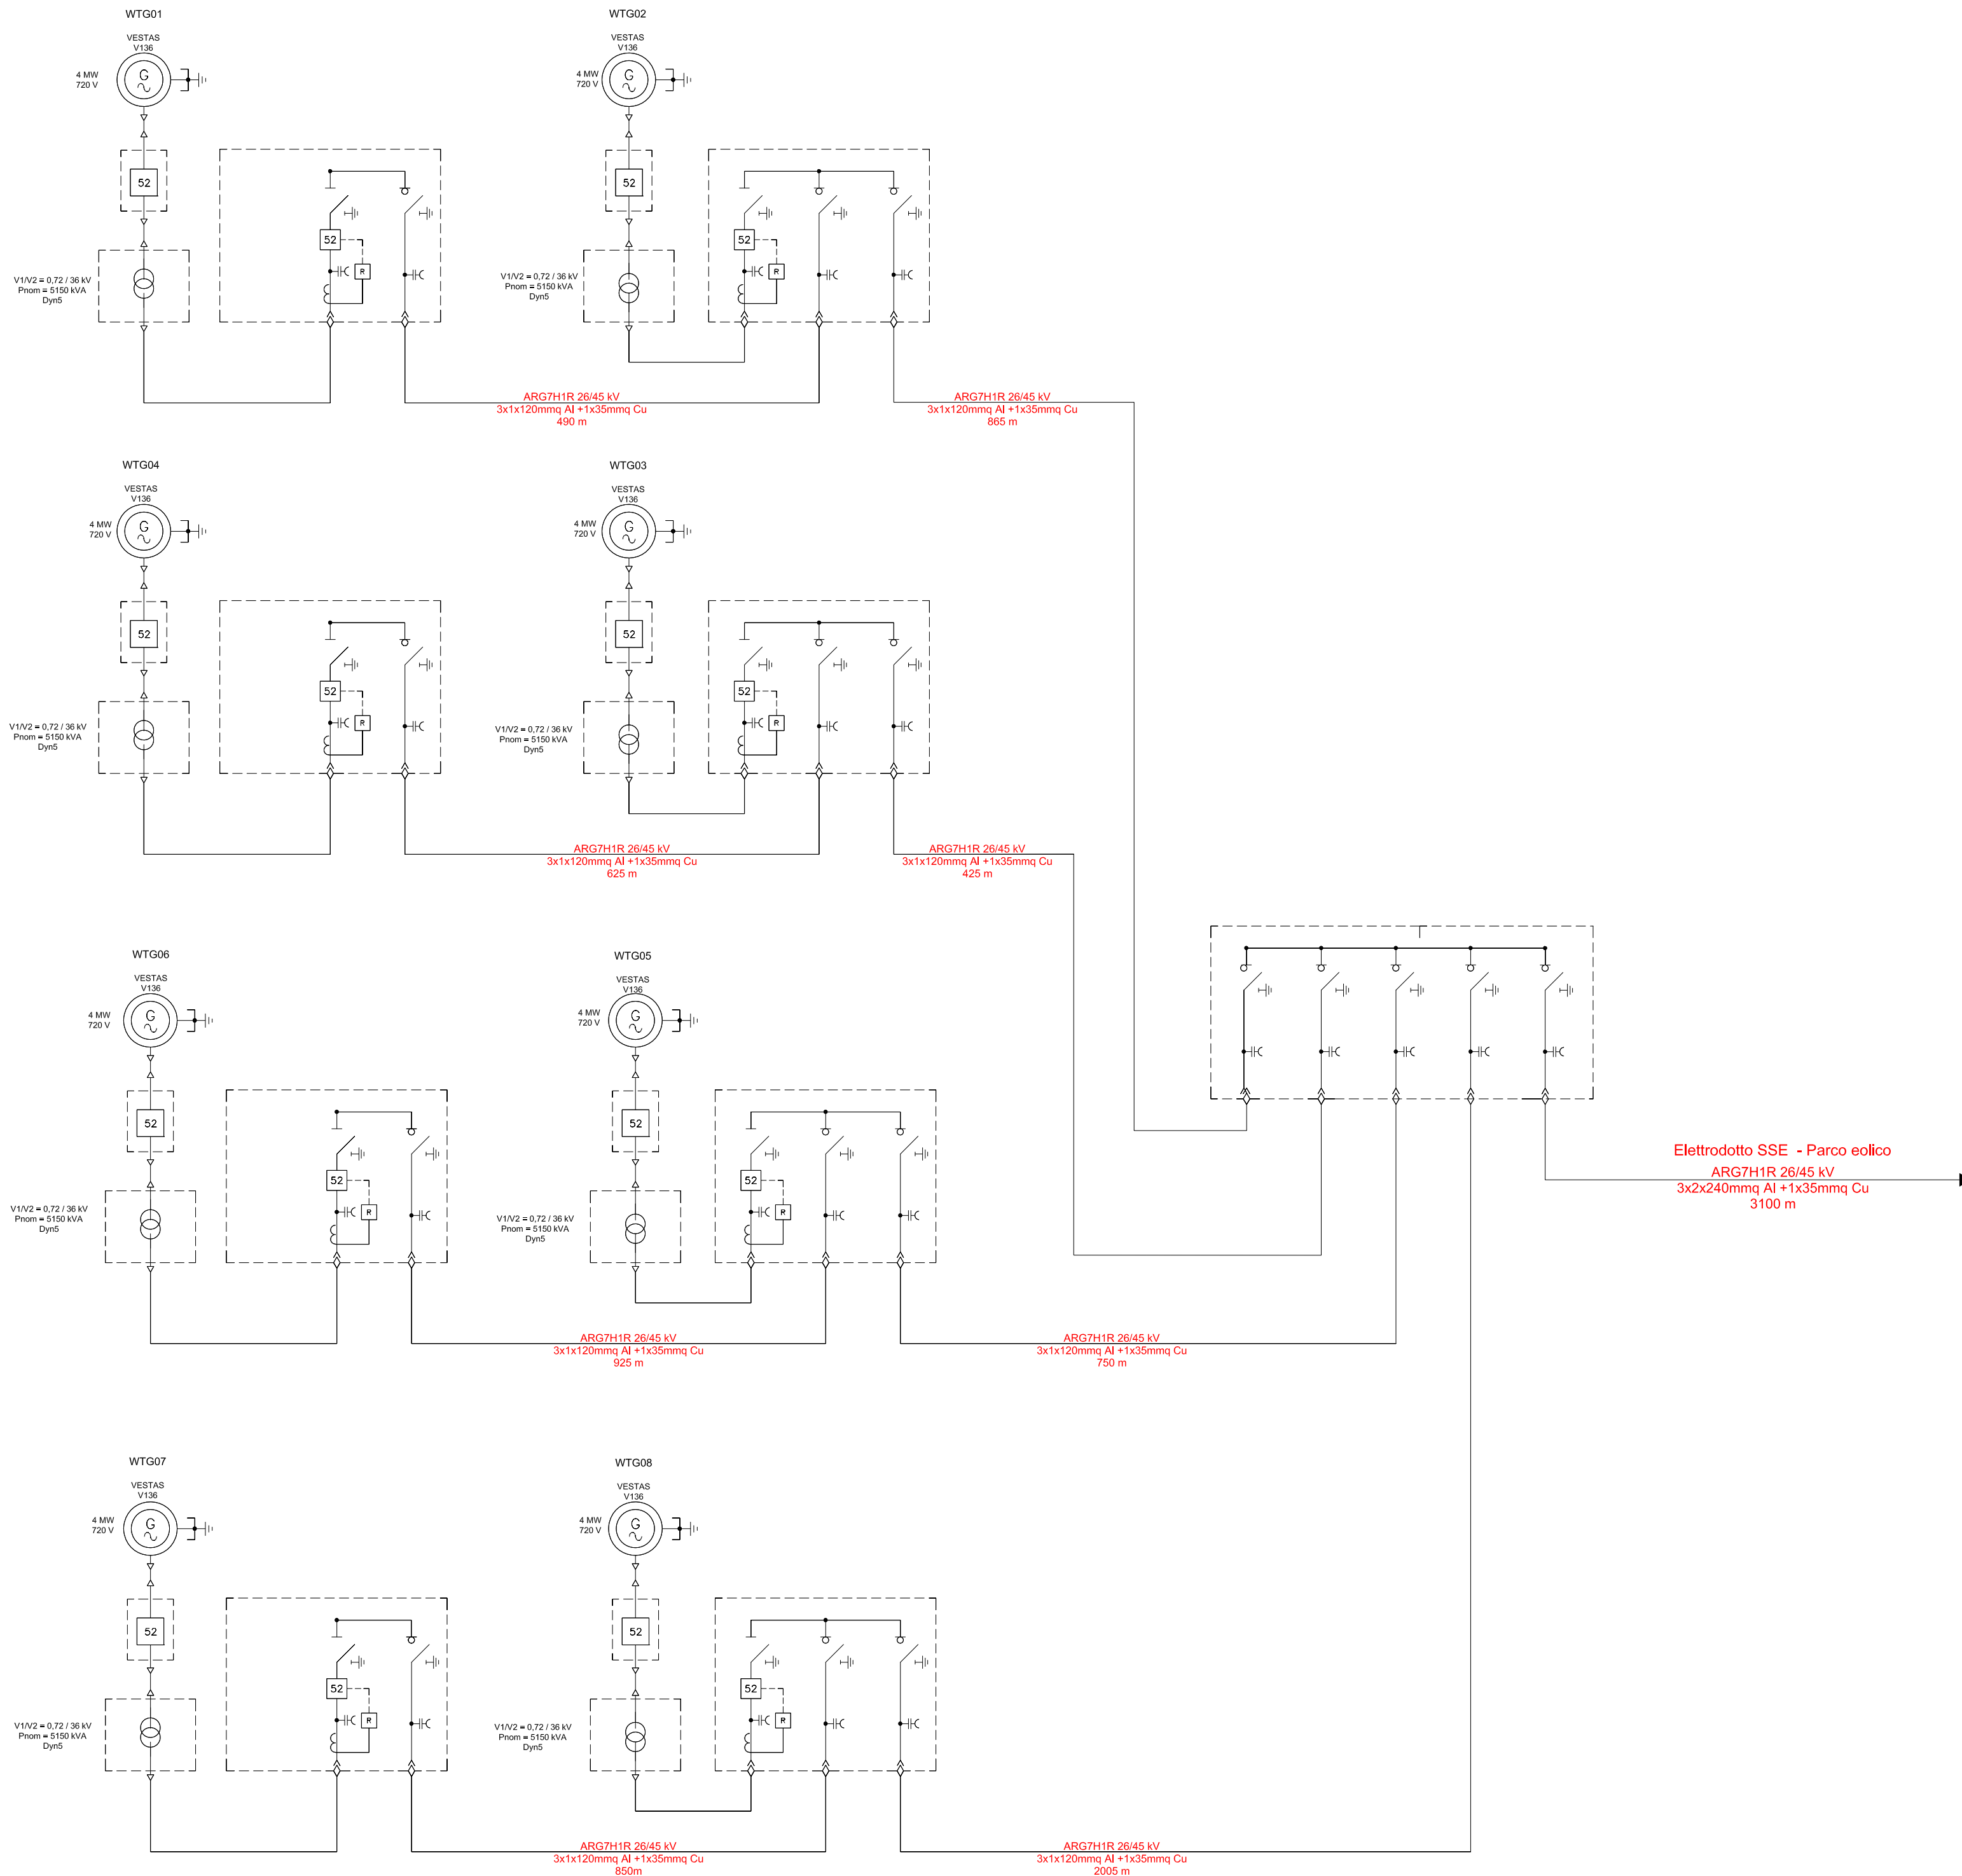 WTG01
VESTAS
V136
4 MW
720 V
G
52
V1/V2 = 0,72 / 36 kV
Pnom = 5150 kVA
Dyn5
52
R
WTG02
VESTAS
V136
4 MW
720 V
G
52
V1/V2 = 0,72 / 36 kV
Pnom = 5150 kVA
Dyn5
52
R
ARG7H1R 26/45 kV
3x1x120mmq Al +1x35mmq Cu
490 m
ARG7H1R 26/45 kV
3x1x120mmq Al +1x35mmq Cu
865 m
WTG04
VESTAS
V136
4 MW
720 V
G
52
V1/V2 = 0,72 / 36 kV
Pnom = 5150 kVA
Dyn5
52
R
WTG03
VESTAS
V136
4 MW
720 V
G
52
V1/V2 = 0,72 / 36 kV
Pnom = 5150 kVA
Dyn5
52
R
ARG7H1R 26/45 kV
3x1x120mmq Al +1x35mmq Cu
625 m
ARG7H1R 26/45 kV
3x1x120mmq Al +1x35mmq Cu
425 m
WTG06
VESTAS
V136
4 MW
720 V
G
52
V1/V2 = 0,72 / 36 kV
Pnom = 5150 kVA
Dyn5
52
R
WTG05
VESTAS
V136
4 MW
720 V
G
52
V1/V2 = 0,72 / 36 kV
Pnom = 5150 kVA
Dyn5
52
R
ARG7H1R 26/45 kV
3x1x120mmq Al +1x35mmq Cu
925 m
ARG7H1R 26/45 kV
3x1x120mmq Al +1x35mmq Cu
750 m
Elettrodotto SSE - Parco eolico
ARG7H1R 26/45 kV
3x2x240mmq Al +1x35mmq Cu
3100 m
WTG07
VESTAS
V136
4 MW
720 V
G
52
V1/V2 = 0,72 / 36 kV
Pnom = 5150 kVA
Dyn5
52
R
WTG08
VESTAS
V136
4 MW
720 V
G
52
V1/V2 = 0,72 / 36 kV
Pnom = 5150 kVA
Dyn5
52
R
ARG7H1R 26/45 kV
3x1x120mmq Al +1x35mmq Cu
850m
ARG7H1R 26/45 kV
3x1x120mmq Al +1x35mmq Cu
2005 m